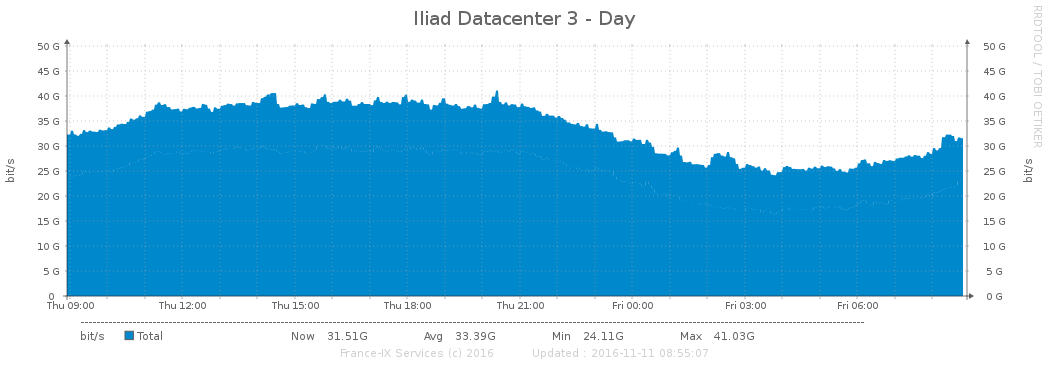 Iliad Datacenter 3 - Day
RRDTOOL / TOBI OETIKER
bit/s
50 G 50 G
45 G 45 G
40 G 40 G
35 G 35 G
30 G 30 G
25 G 25 G
20 G 20 G
15 G 15 G
10 G 10 G
5 G 5 G
0 0 G
bit/s
Thu 09:00 Thu 12:00 Thu 15:00 Thu 18:00 Thu 21:00 Fri 00:00 Fri 03:00 Fri 06:00
bit/s Total Now 31.51G Avg 33.39G Min 24.11G Max 41.03G
France-IX Services (c) 2016 Updated : 2016-11-11 08:55:07